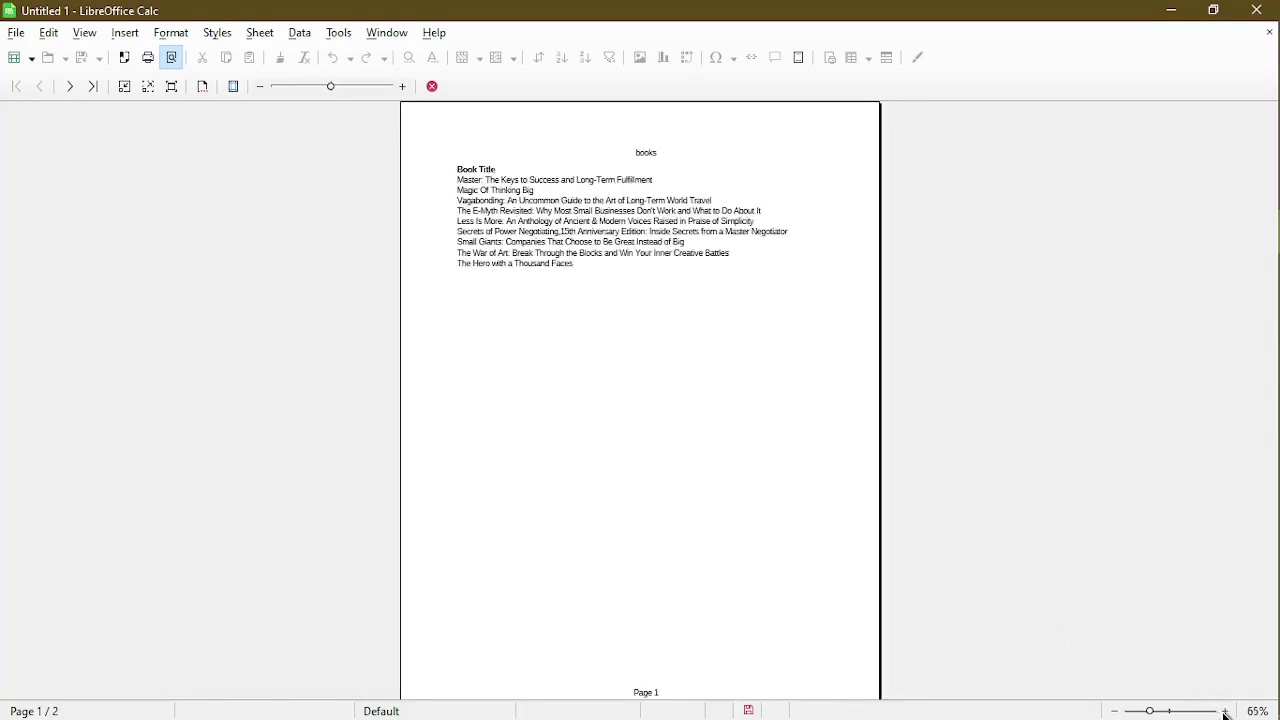 Untitled 1 - LibreOffice Calc
File Edit View Insert Format Styles Sheet Data Tools Window Help
books
Book Title
Master: The Keys to Success and Long-Term Fulfillment
Magic Of Thinking Big
Vagabonding: An Uncommon Guide to the Art of Long-Term World Travel
The E-Myth Revisited: Why Most Small Businesses Don't Work and What to Do About It
Less Is More: An Anthology of Ancient & Modern Voices Raised in Praise of Simplicity
Secrets of Power Negotiating,15th Anniversary Edition: Inside Secrets from a Master Negotiator
Small Giants: Companies That Choose to Be Great Instead of Big
The War of Art: Break Through the Blocks and Win Your Inner Creative Battles
The Hero with a Thousand Faces
Page 1
Page 1 / 2 Default 65%